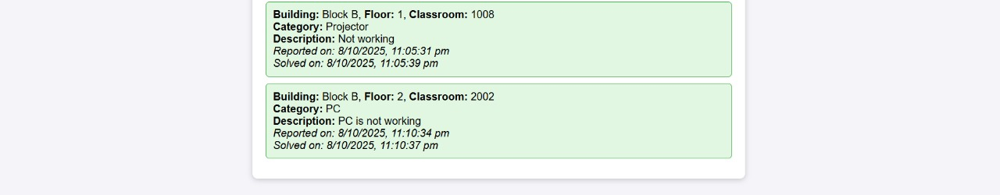 Building: Block B, Floor: 1, Classroom: 1008
Category: Projector
Description: Not working
Reported on: 8/10/2025, 11:05:31 pm
Solved on: 8/10/2025, 11:05:39 pm
Building: Block B, Floor: 2, Classroom: 2002
Category: PC
Description: PC is not working
Reported on: 8/10/2025, 11:10:34 pm
Solved on: 8/10/2025, 11:10:37 pm